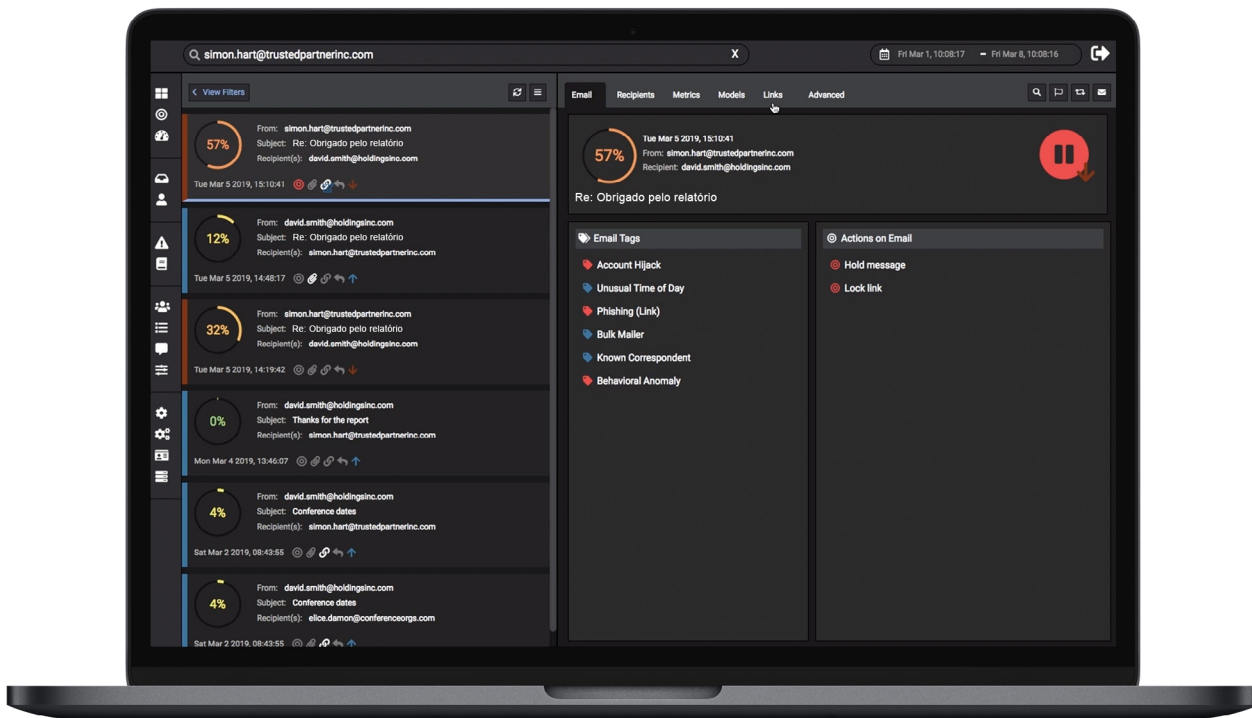 simon.hart@trustedpartnerinc.com X
Fri Mar 1, 10:08:17 – Fri Mar 8, 10:08:16
View Filters
57%
From: simon.hart@trustedpartnerinc.com
Subject: Re: Obrigado pelo relatório
Recipient(s): david.smith@holdingsinc.com
Tue Mar 5 2019, 15:10:41
12%
From: david.smith@holdingsinc.com
Subject: Re: Obrigado pelo relatório
Recipient(s): simon.hart@trustedpartnerinc.com
Tue Mar 5 2019, 14:48:17
32%
From: simon.hart@trustedpartnerinc.com
Subject: Re: Obrigado pelo relatório
Recipient(s): david.smith@holdingsinc.com
Tue Mar 5 2019, 14:19:42
0%
From: david.smith@holdingsinc.com
Subject: Thanks for the report
Recipient(s): simon.hart@trustedpartnerinc.com
Mon Mar 4 2019, 13:46:07
4%
From: david.smith@holdingsinc.com
Subject: Conference dates
Recipient(s): simon.hart@trustedpartnerinc.com
Sat Mar 2 2019, 08:43:55
4%
From: david.smith@holdingsinc.com
Subject: Conference dates
Recipient(s): elice.damon@conferenceorgs.com
Sat Mar 2 2019, 08:43:55
Email Recipients Metrics Models Links Advanced
57%
Tue Mar 5 2019, 15:10:41
From: simon.hart@trustedpartnerinc.com
Recipient: david.smith@holdingsinc.com
Re: Obrigado pelo relatório
Email Tags
Account Hijack
Unusual Time of Day
Phishing (Link)
Bulk Mailer
Known Correspondent
Behavioral Anomaly
Actions on Email
Hold message
Lock link